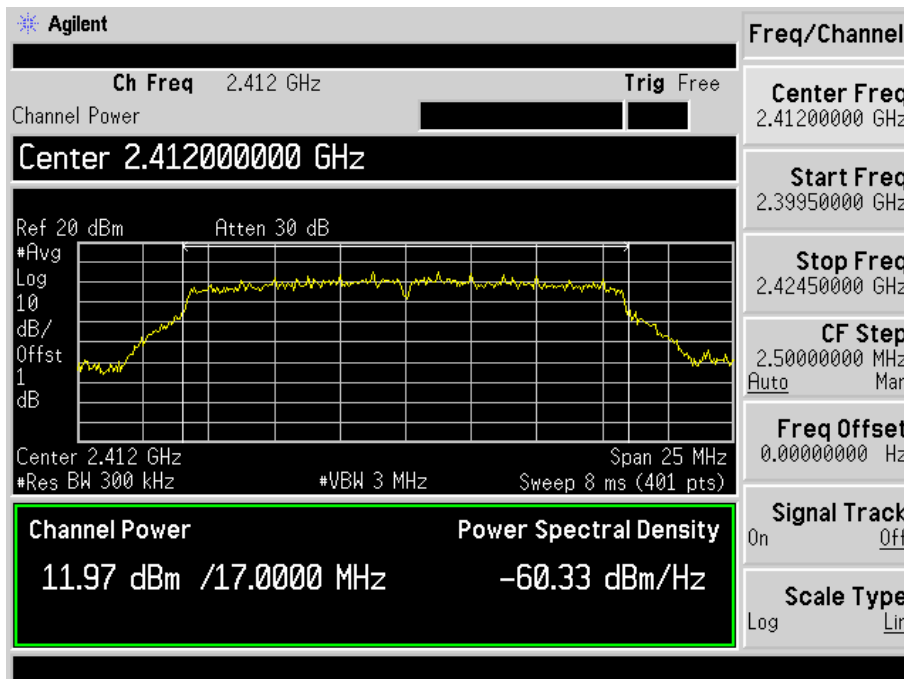 Agilent
Freq/Channel
Ch Freq 2.412 GHz Trig Free
Channel Power
Center 2.412000000 GHz
Ref 20 dBm Atten 30 dB
#Avg
Log
10
dB/
Offst
1
dB
Center 2.412 GHz Span 25 MHz
#Res BW 300 kHz #VBW 3 MHz Sweep 8 ms (401 pts)
Channel Power Power Spectral Density
11.97 dBm /17.0000 MHz -60.33 dBm/Hz
Center Freq
2.41200000 GHz
Start Freq
2.39950000 GHz
Stop Freq
2.42450000 GHz
CF Step
2.50000000 MHz
Auto Man
Freq Offset
0.00000000 Hz
Signal Track
On Off
Scale Type
Log Lin